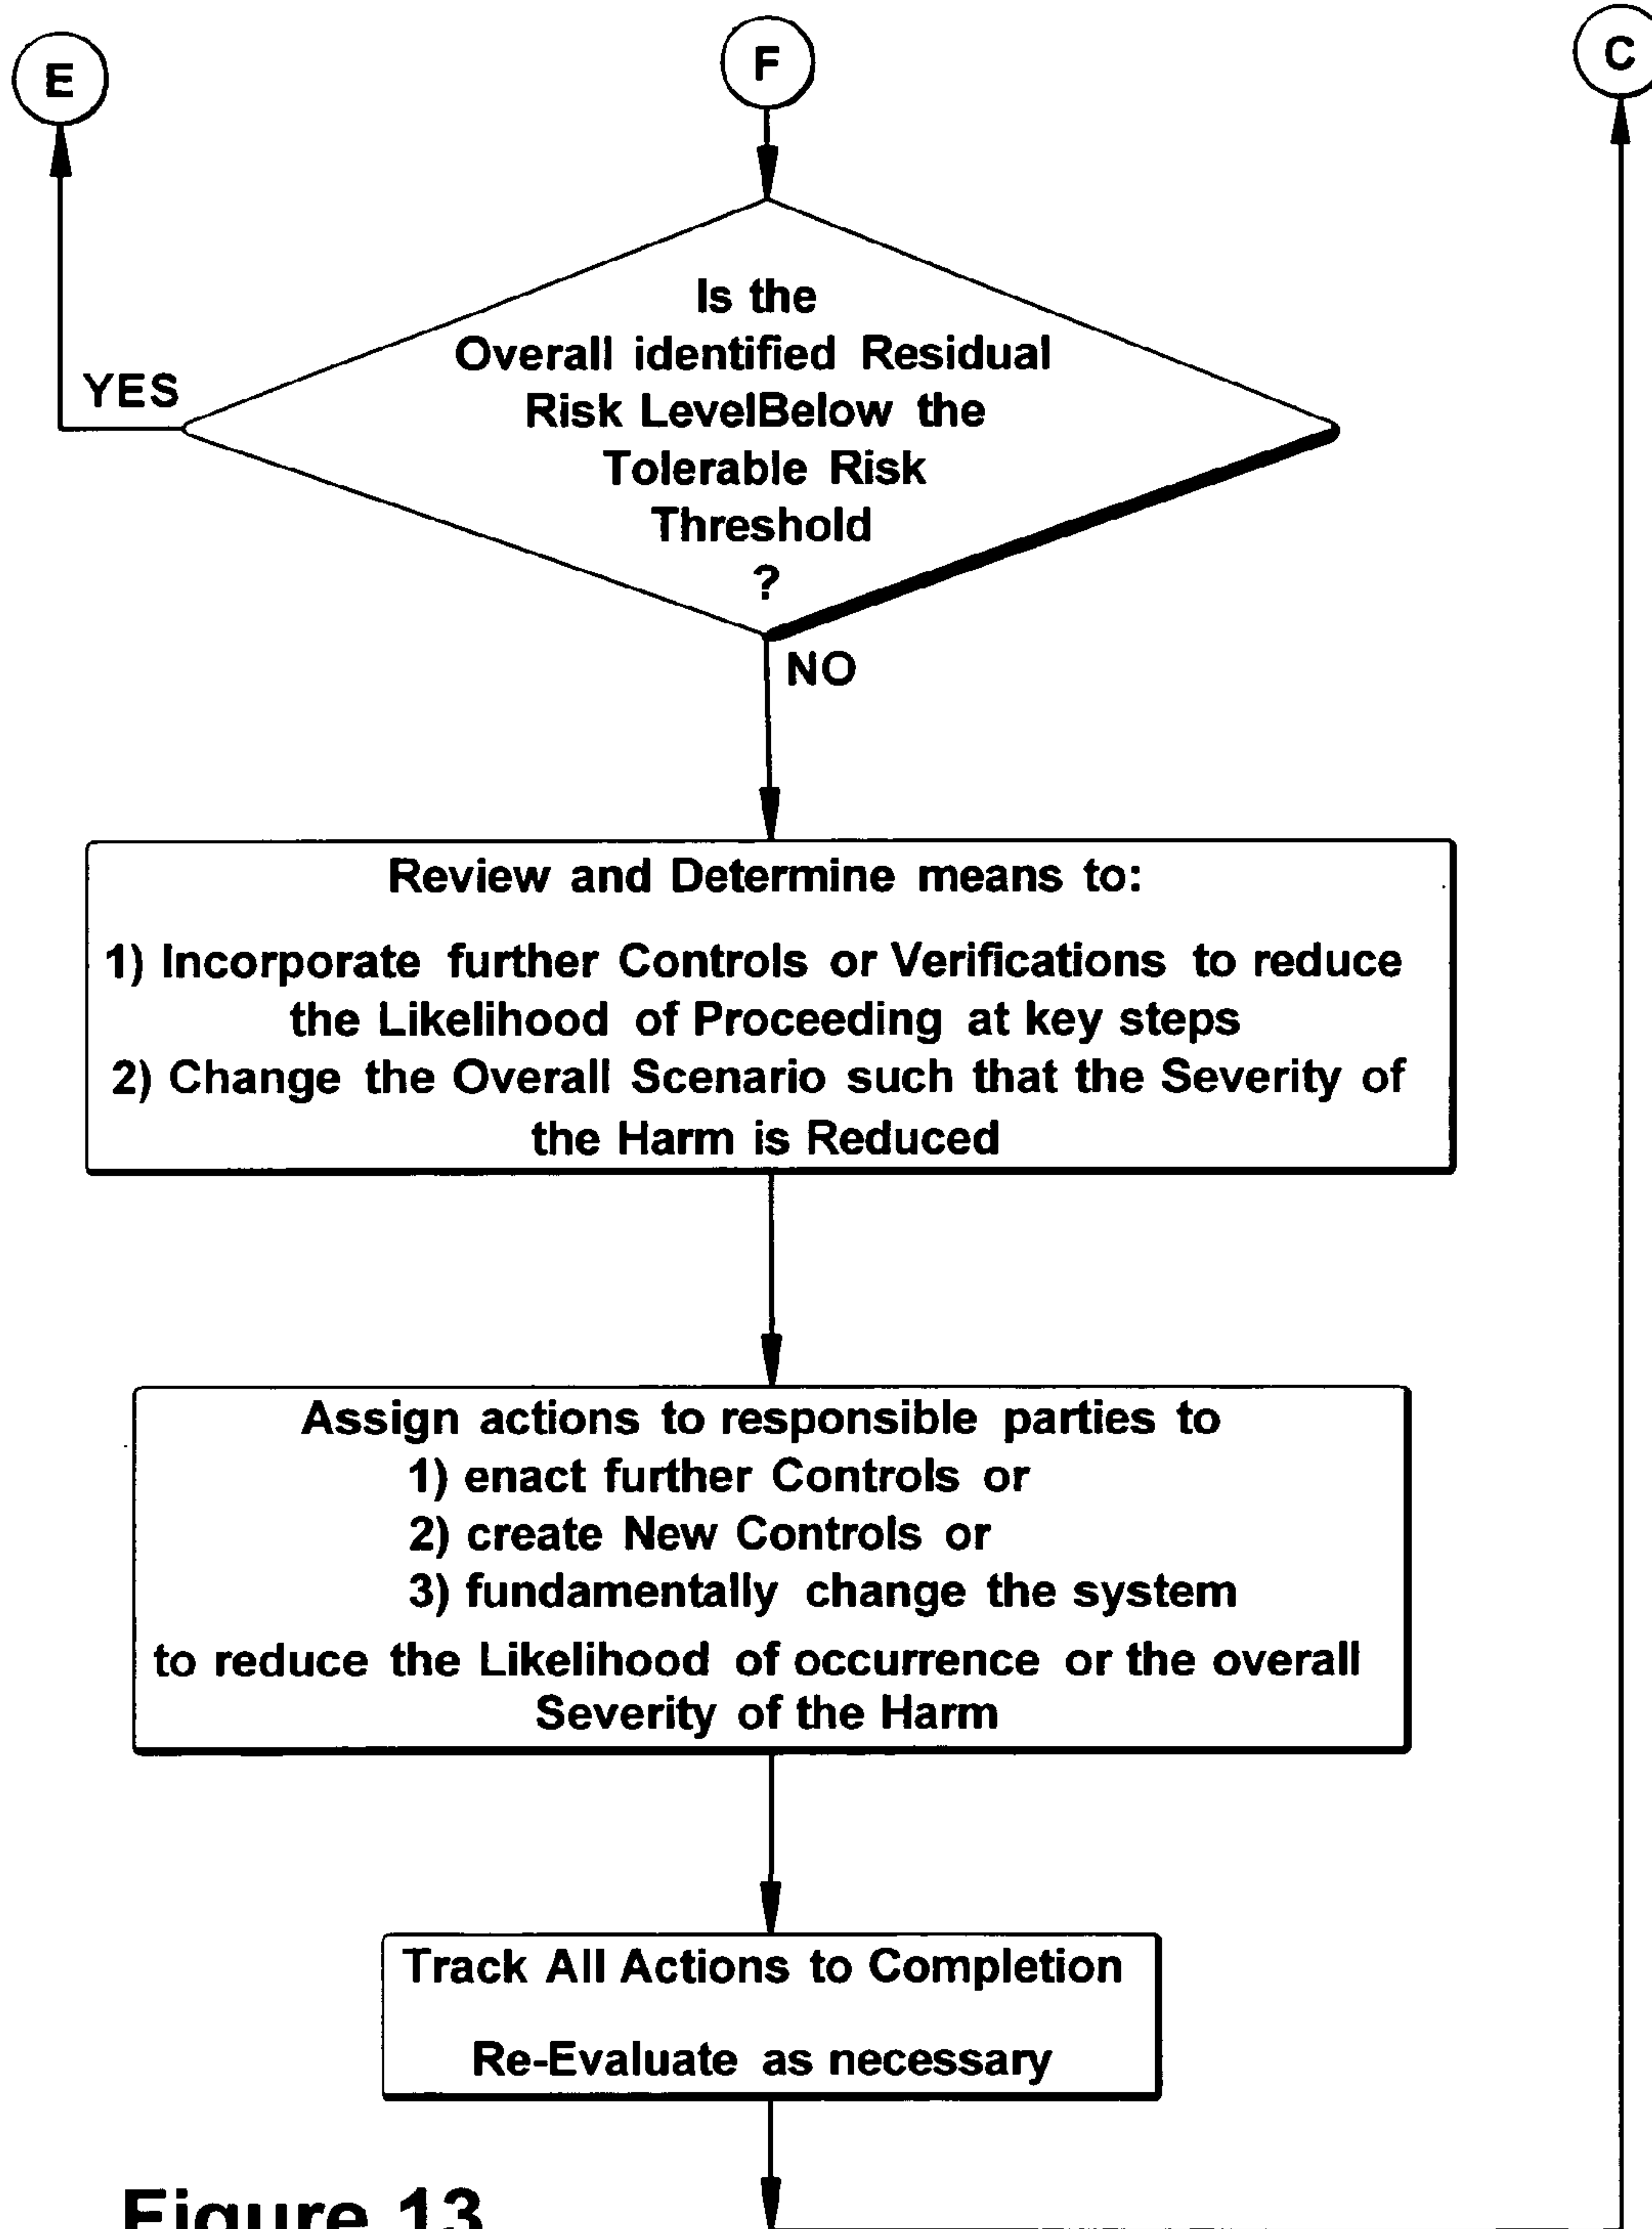 E
F
C
Is the
Overall identified Residual
Risk LevelBelow the
Tolerable Risk
Threshold
?
YES
NO
Review and Determine means to:
1) Incorporate further Controls or Verifications to reduce
the Likelihood of Proceeding at key steps
2) Change the Overall Scenario such that the Severity of
the Harm is Reduced
Assign actions to responsible parties to
1) enact further Controls or
2) create New Controls or
3) fundamentally change the system
to reduce the Likelihood of occurrence or the overall
Severity of the Harm
Track All Actions to Completion
Re-Evaluate as necessary
Figure 13